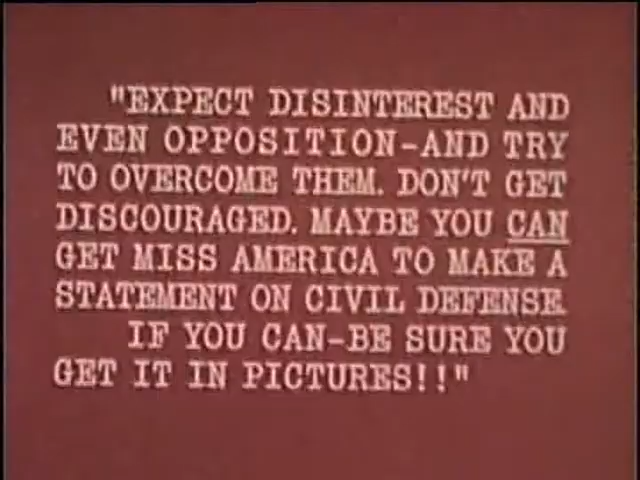 "EXPECT DISINTEREST AND
EVEN OPPOSITION-AND TRY
TO OVERCOME THEM. DON'T GET
DISCOURAGED. MAYBE YOU CAN
GET MISS AMERICA TO MAKE A
STATEMENT ON CIVIL DEFENSE.
IF YOU CAN-BE SURE YOU
GET IT IN PICTURES!!"